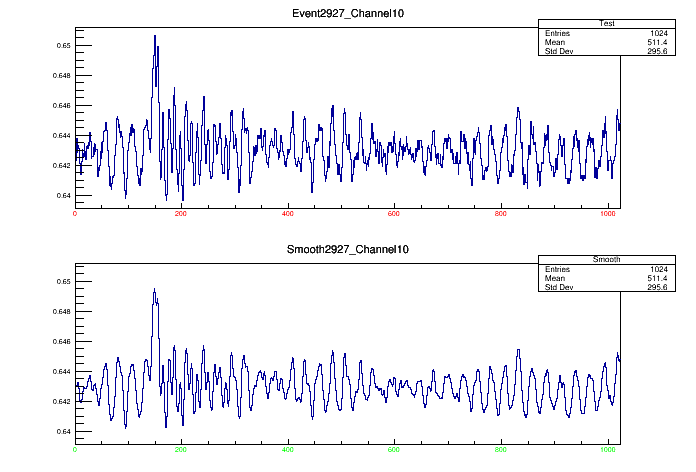 Event2927_Channel10
Test
Entries 1024
Mean 511.4
Std Dev 295.6
0.65
0.648
0.646
0.644
0.642
0.64
0 200 400 600 800 1000
Smooth2927_Channel10
Smooth
Entries 1024
Mean 511.4
Std Dev 295.6
0.65
0.648
0.646
0.644
0.642
0.64
0 200 400 600 800 1000